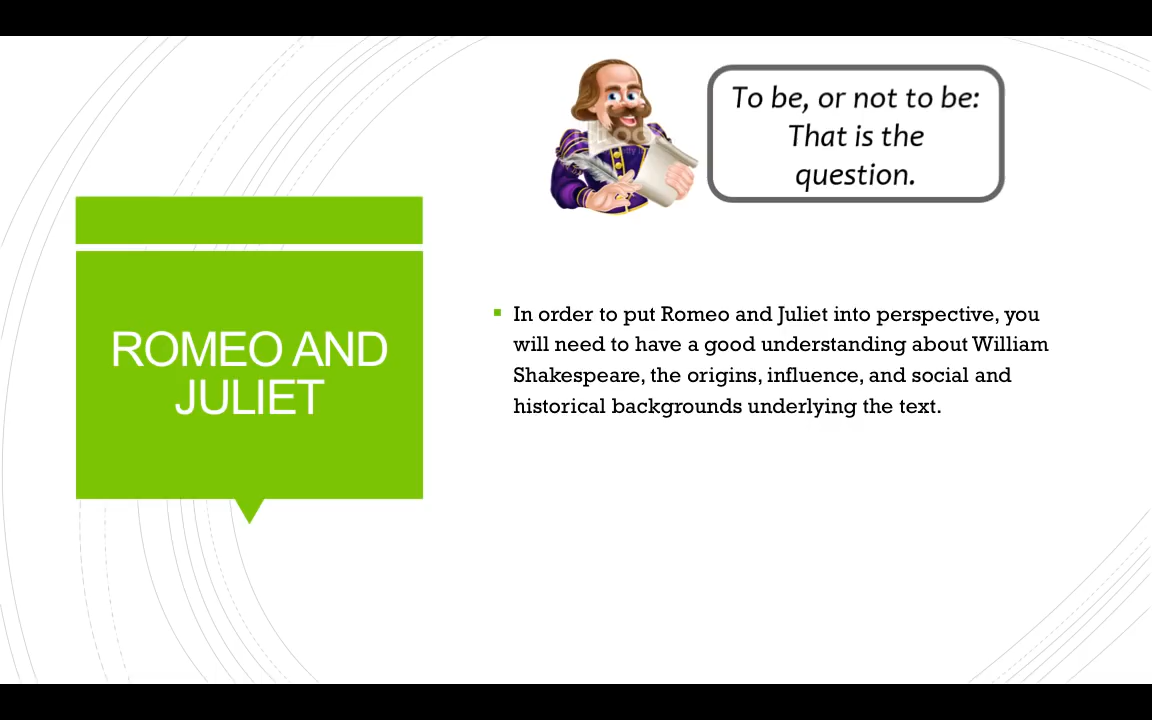 To be, or not to be:
That is the
question.
ROMEO AND
JULIET
In order to put Romeo and Juliet into perspective, you
will need to have a good understanding about William
Shakespeare, the origins, influence, and social and
historical backgrounds underlying the text.